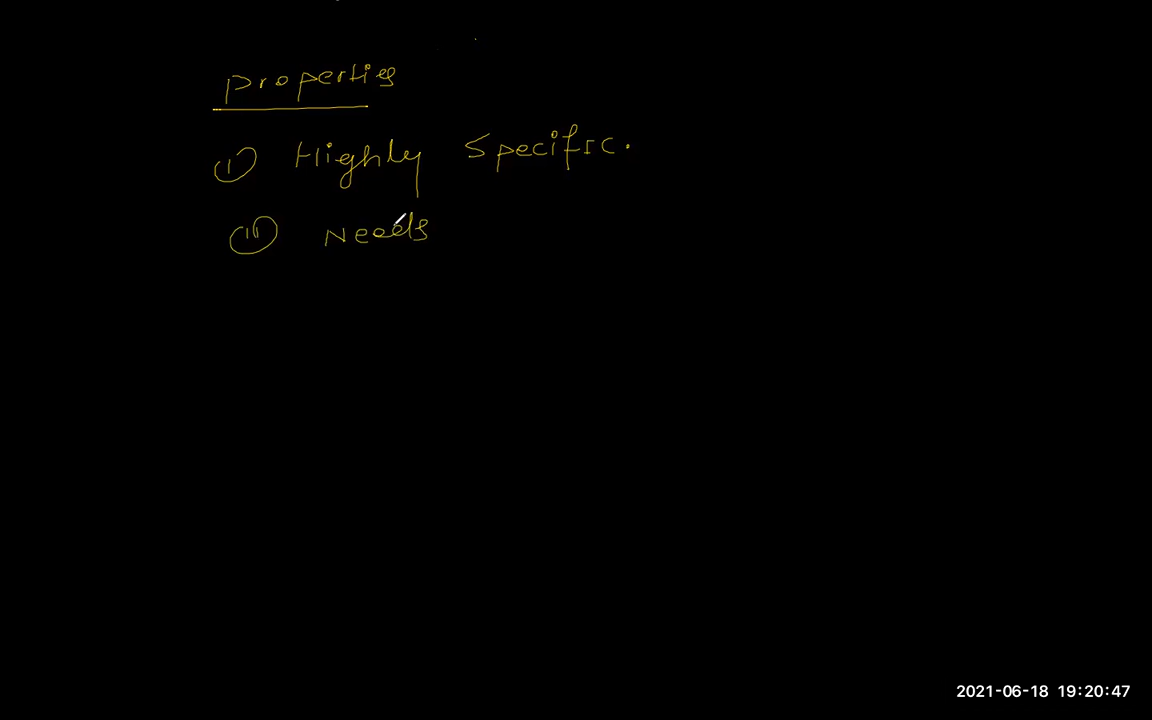 Properties
(i) Highly Specific.
(ii) Needs
2021-06-18 19:20:47